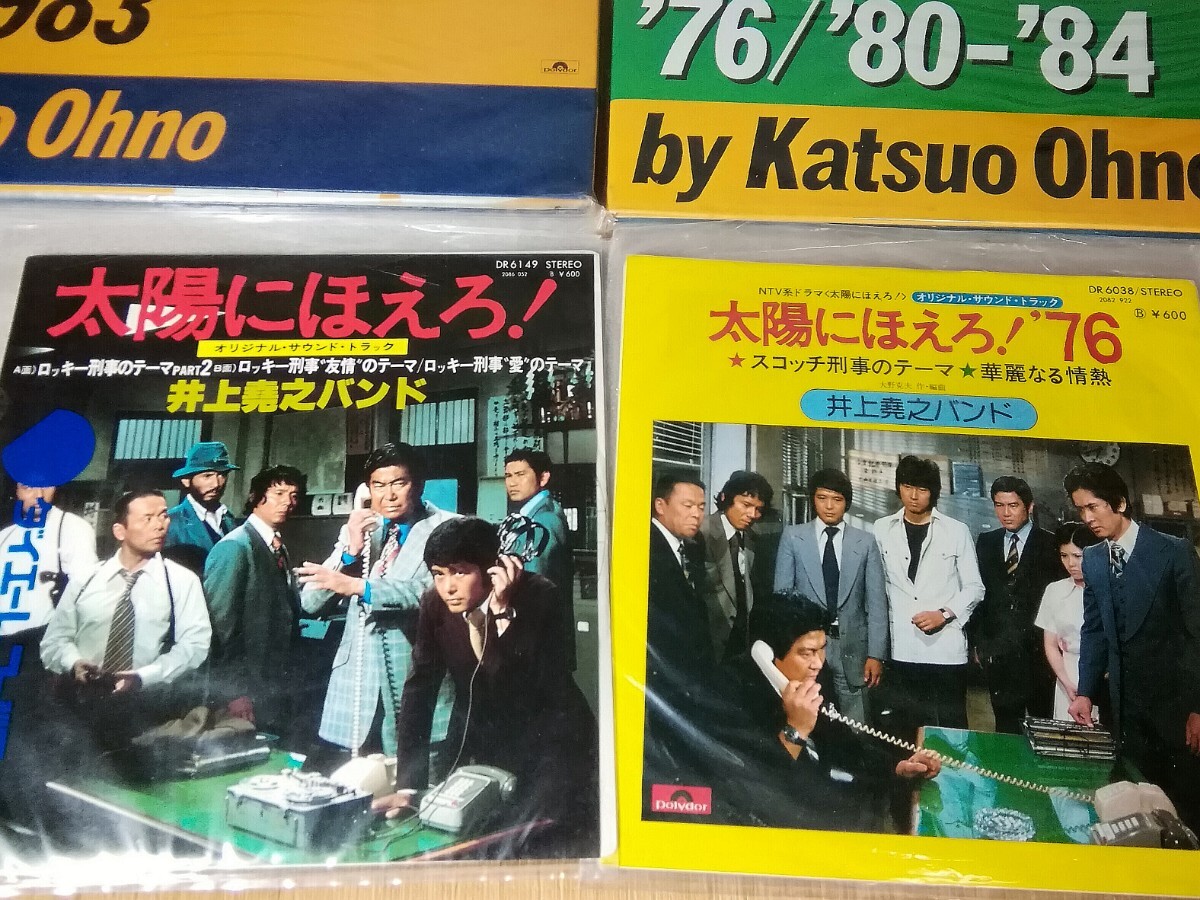 983
Polydor
o Ohno
'76/'80-'84
by Katsuo Ohno
DR 6149 STEREO
2086 052 B ¥600
太陽にほえろ!
オリジナル・サウンド・トラック
A面)ロッキー刑事のテーマPART2 B面)ロッキー刑事"友情"のテーマ/ロッキー刑事"愛"のテーマ
井上堯之バンド
DR 6038/STEREO
2082 922 Ⓑ ¥600
NTV系ドラマ<太陽にほえろ!> オリジナル・サウンド・トラック
太陽にほえろ!'76
★スコッチ刑事のテーマ★華麗なる情熱
大野克夫 作・編曲
井上堯之バンド
Polydor